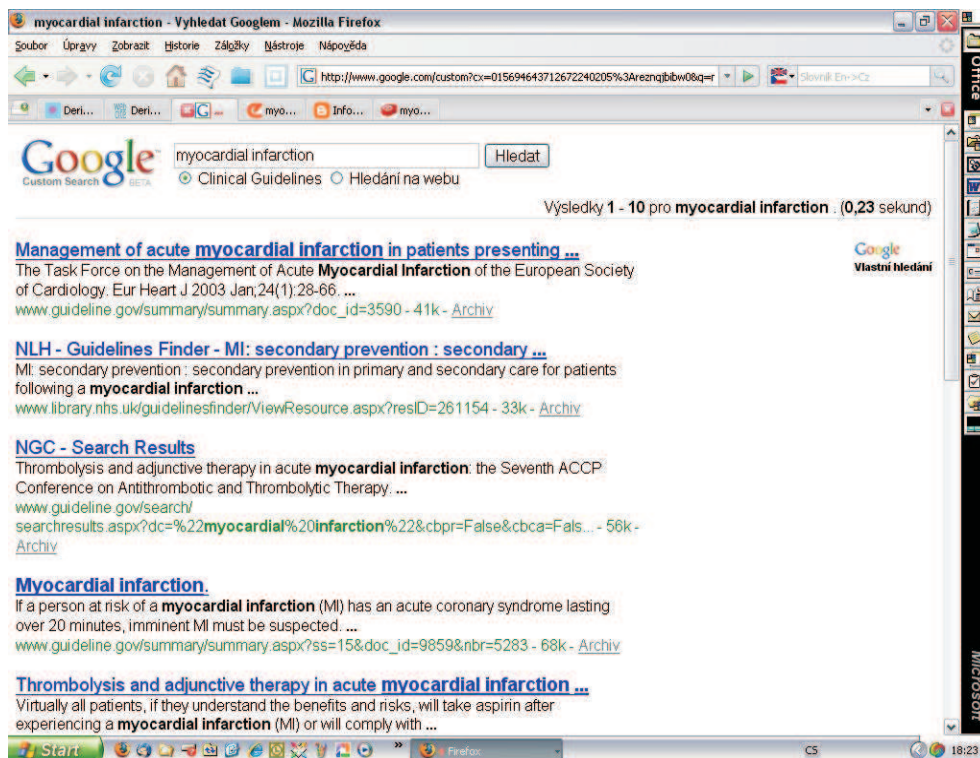 myocardial infarction - Vyhledat Googlem - Mozilla Firefox
Soubor Úpravy Zobrazit Historie Záložky Nástroje Nápověda
http://www.google.com/custom?cx=015694643712672240205%3Areznqjbibw0&q=r
Slovník En->Cz
Deri... Deri... G ... myo... Info... myo...
Google™
Custom Search BETA
myocardial infarction
Hledat
Clinical Guidelines Hledání na webu
Výsledky 1 - 10 pro myocardial infarction . (0,23 sekund)
Management of acute myocardial infarction in patients presenting ...
The Task Force on the Management of Acute Myocardial Infarction of the European Society
of Cardiology. Eur Heart J 2003 Jan;24(1):28-66. ...
www.guideline.gov/summary/summary.aspx?doc_id=3590 - 41k - Archiv
Google
Vlastní hledání
NLH - Guidelines Finder - MI: secondary prevention : secondary ...
MI: secondary prevention : secondary prevention in primary and secondary care for patients
following a myocardial infarction ...
www.library.nhs.uk/guidelinesfinder/ViewResource.aspx?resID=261154 - 33k - Archiv
NGC - Search Results
Thrombolysis and adjunctive therapy in acute myocardial infarction: the Seventh ACCP
Conference on Antithrombotic and Thrombolytic Therapy. ...
www.guideline.gov/search/
searchresults.aspx?dc=%22myocardial%20infarction%22&cbpr=False&cbca=Fals... - 56k -
Archiv
Myocardial infarction.
If a person at risk of a myocardial infarction (MI) has an acute coronary syndrome lasting
over 20 minutes, imminent MI must be suspected. ...
www.guideline.gov/summary/summary.aspx?ss=15&doc_id=9859&nbr=5283 - 68k - Archiv
Thrombolysis and adjunctive therapy in acute myocardial infarction ...
Virtually all patients, if they understand the benefits and risks, will take aspirin after
experiencing a myocardial infarction (MI) or will comply with ...
Office
Microsoft
Start
Firefox
CS
18:23